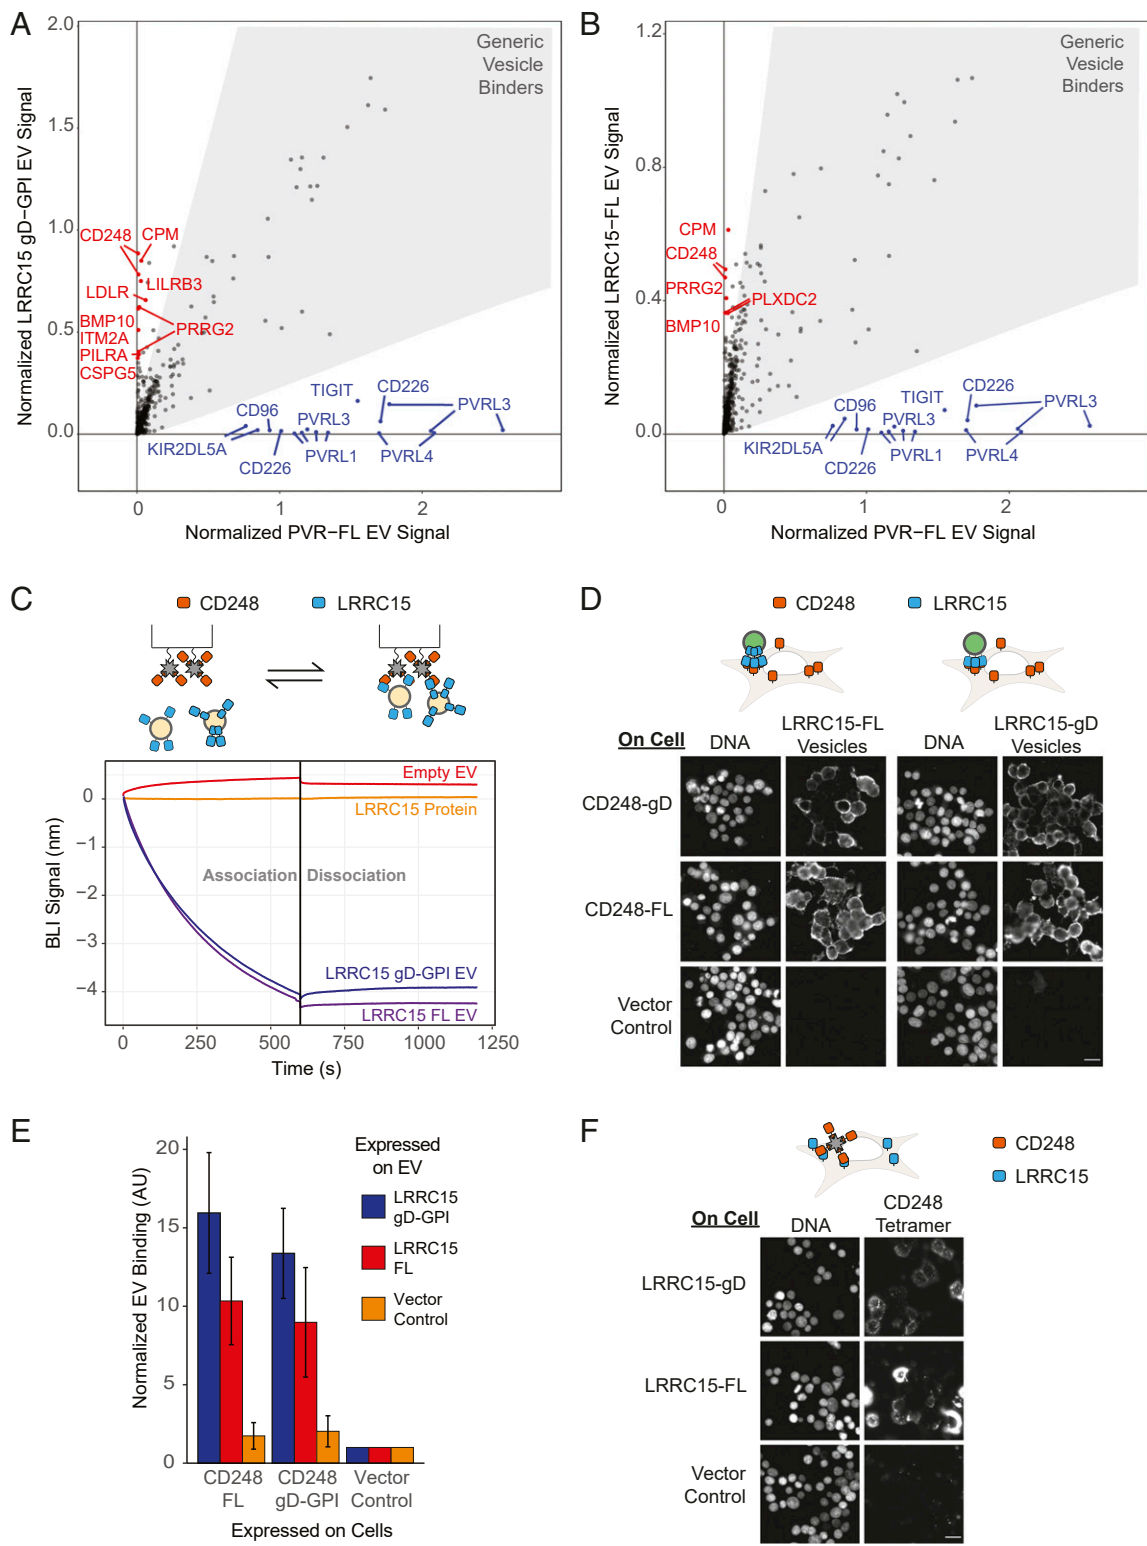 A
Normalized LRRC15 gD−GPI EV Signal
2.0
1.5
1.0
0.5
0.0
Generic
Vesicle
Binders
CD248
CPM
LILRB3
LDLR
BMP10
PRRG2
ITM2A
PILRA
CSPG5
TIGIT
CD226
CD96
PVRL3
PVRL3
KIR2DL5A
CD226
PVRL1
PVRL4
0
1
2
Normalized PVR−FL EV Signal
B
Normalized LRRC15−FL EV Signal
1.2
0.8
0.4
0.0
Generic
Vesicle
Binders
CPM
CD248
PRRG2
PLXDC2
BMP10
TIGIT
CD226
CD96
PVRL3
PVRL3
KIR2DL5A
CD226
PVRL1
PVRL4
0
1
2
Normalized PVR−FL EV Signal
C
CD248
LRRC15
BLI Signal (nm)
0
−1
−2
−3
−4
Empty EV
LRRC15 Protein
Association
Dissociation
LRRC15 gD-GPI EV
LRRC15 FL EV
0
250
500
750
1000
1250
Time (s)
D
CD248
LRRC15
On Cell
DNA
LRRC15-FL
Vesicles
DNA
LRRC15-gD
Vesicles
CD248-gD
CD248-FL
Vector
Control
E
Normalized EV Binding (AU)
20
15
10
5
0
Expressed
on EV
LRRC15
gD-GPI
LRRC15
FL
Vector
Control
CD248
FL
CD248
gD-GPI
Vector
Control
Expressed on Cells
F
CD248
LRRC15
On Cell
DNA
CD248
Tetramer
LRRC15-gD
LRRC15-FL
Vector
Control